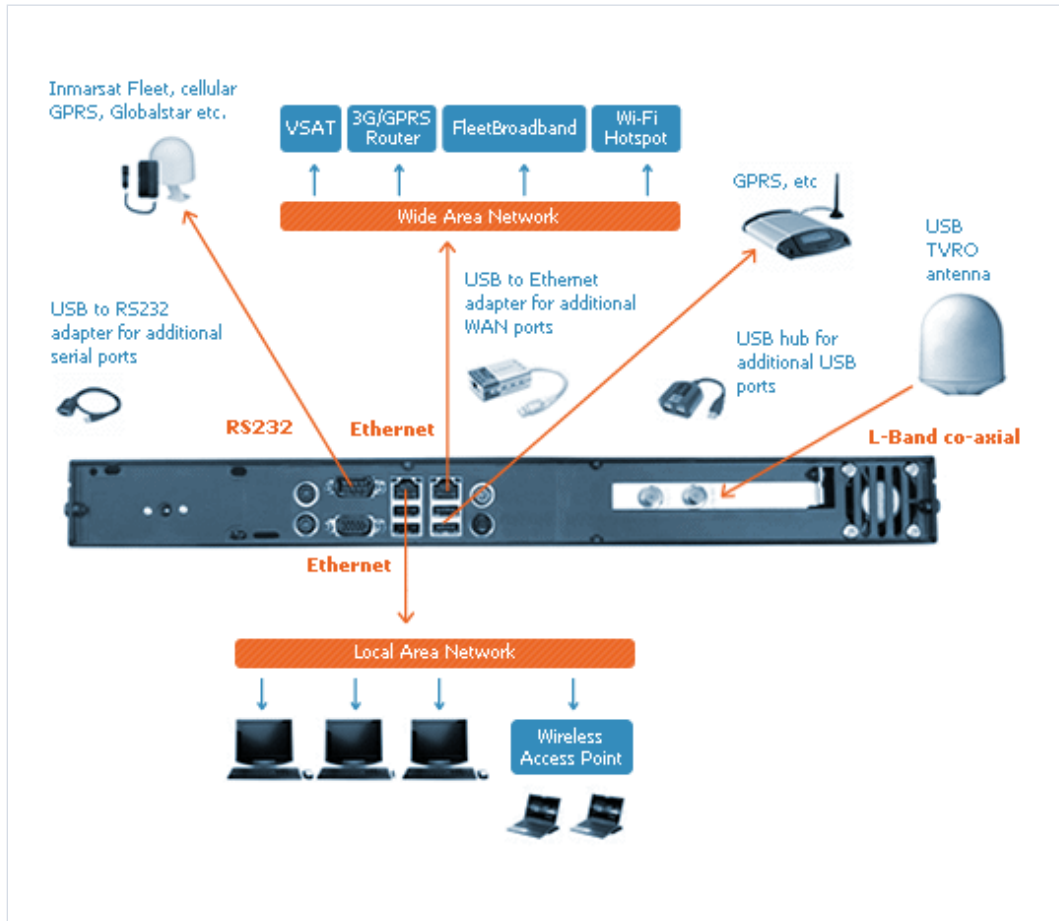 Inmarsat Fleet, cellular
GPRS, Globalstar etc.
VSAT
3G/GPRS
Router
FleetBroadband
Wi-Fi
Hotspot
Wide Area Network
GPRS, etc
USB
TVRO
antenna
USB to RS232
adapter for additional
serial ports
USB to Ethernet
adapter for additional
WAN ports
USB hub for
additional USB
ports
RS232
Ethernet
L-Band co-axial
Ethernet
Local Area Network
Wireless
Access Point